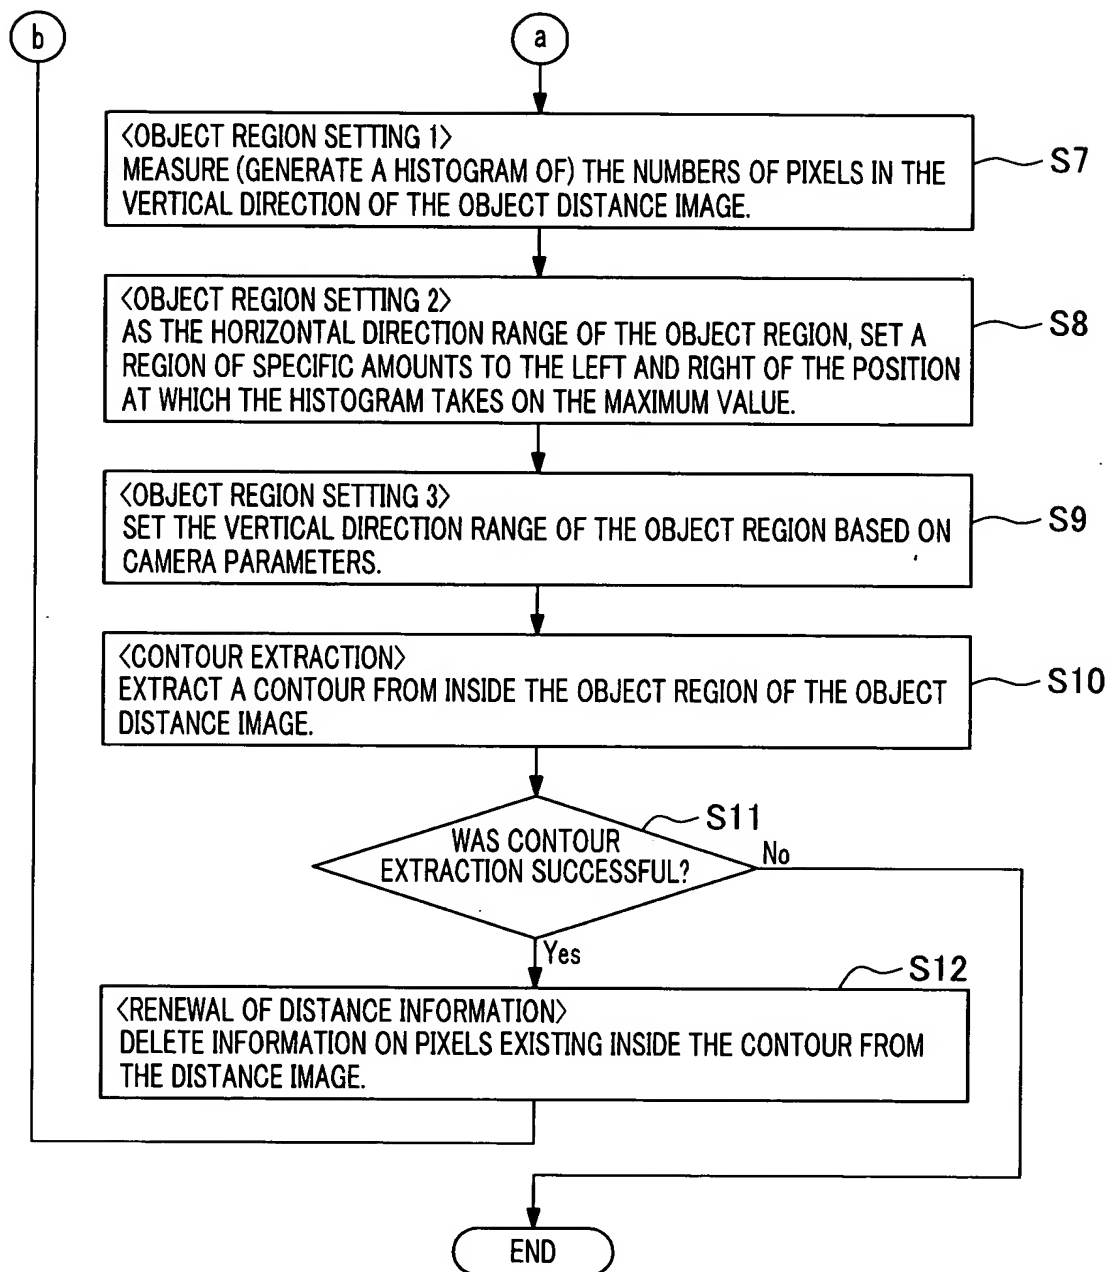 b
a
<OBJECT REGION SETTING 1>
MEASURE (GENERATE A HISTOGRAM OF) THE NUMBERS OF PIXELS IN THE
VERTICAL DIRECTION OF THE OBJECT DISTANCE IMAGE.
S7
<OBJECT REGION SETTING 2>
AS THE HORIZONTAL DIRECTION RANGE OF THE OBJECT REGION, SET A
REGION OF SPECIFIC AMOUNTS TO THE LEFT AND RIGHT OF THE POSITION
AT WHICH THE HISTOGRAM TAKES ON THE MAXIMUM VALUE.
S8
<OBJECT REGION SETTING 3>
SET THE VERTICAL DIRECTION RANGE OF THE OBJECT REGION BASED ON
CAMERA PARAMETERS.
S9
<CONTOUR EXTRACTION>
EXTRACT A CONTOUR FROM INSIDE THE OBJECT REGION OF THE OBJECT
DISTANCE IMAGE.
S10
WAS CONTOUR
EXTRACTION SUCCESSFUL?
S11
No
Yes
S12
<RENEWAL OF DISTANCE INFORMATION>
DELETE INFORMATION ON PIXELS EXISTING INSIDE THE CONTOUR FROM
THE DISTANCE IMAGE.
END